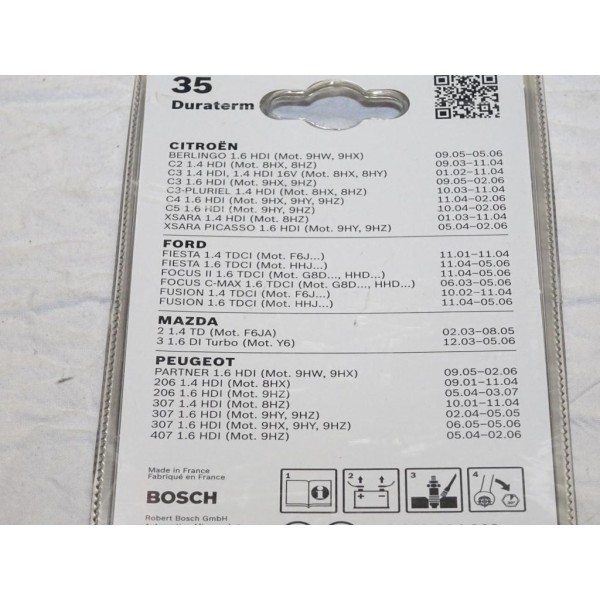 35
Duraterm
CITROËN
BERLINGO 1.6 HDI (Mot. 9HW, 9HX) 09.05–05.06
C2 1.4 HDI (Mot. 8HX, 8HZ) 09.03–11.04
C3 1.4 HDI, 1.4 HDI 16V (Mot. 8HX, 8HY) 01.02–11.04
C3 1.6 HDI (Mot. 9HX, 9HZ) 09.05–02.06
C3-PLURIEL 1.4 HDI (Mot. 8HX, 8HZ) 10.03–11.04
C4 1.6 HDI (Mot. 9HX, 9HY, 9HZ) 11.04–02.06
C5 1.6 HDI (Mot. 9HY, 9HZ) 10.04–02.06
XSARA 1.4 HDI (Mot. 8HZ) 01.03–11.04
XSARA PICASSO 1.6 HDI (Mot. 9HY, 9HZ) 05.04–02.06
FORD
FIESTA 1.4 TDCI (Mot. F6J...) 11.01–11.04
FIESTA 1.6 TDCI (Mot. HHJ...) 11.04–05.06
FOCUS II 1.6 TDCI (Mot. G8D..., HHD...) 11.04–05.06
FOCUS C-MAX 1.6 TDCI (Mot. G8D..., HHD...) 06.03–05.06
FUSION 1.4 TDCI (Mot. F6J...) 10.02–11.04
FUSION 1.6 TDCI (Mot. HHJ...) 11.04–05.06
MAZDA
2 1.4 TD (Mot. F6JA) 02.03–08.05
3 1.6 DI Turbo (Mot. Y6) 12.03–05.06
PEUGEOT
PARTNER 1.6 HDI (Mot. 9HW, 9HX) 09.05–02.06
206 1.4 HDI (Mot. 8HX) 09.01–11.04
206 1.6 HDI (Mot. 9HZ) 05.04–03.07
307 1.4 HDI (Mot. 8HZ) 10.01–11.04
307 1.6 HDI (Mot. 9HY, 9HZ) 02.04–05.05
307 1.6 HDI (Mot. 9HX, 9HY, 9HZ) 06.05–05.06
407 1.6 HDI (Mot. 9HZ) 05.04–02.06
Made in France
Fabriqué en France
1 2 3 4
BOSCH
Robert Bosch GmbH